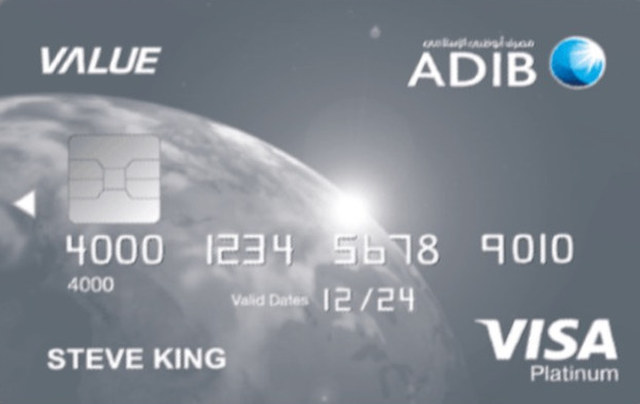 VALUE
مصرف أبوظبي الإسلامي
ADIB
4000 1234 5678 9010
4000
Valid Dates 12/24
STEVE KING
VISA
Platinum